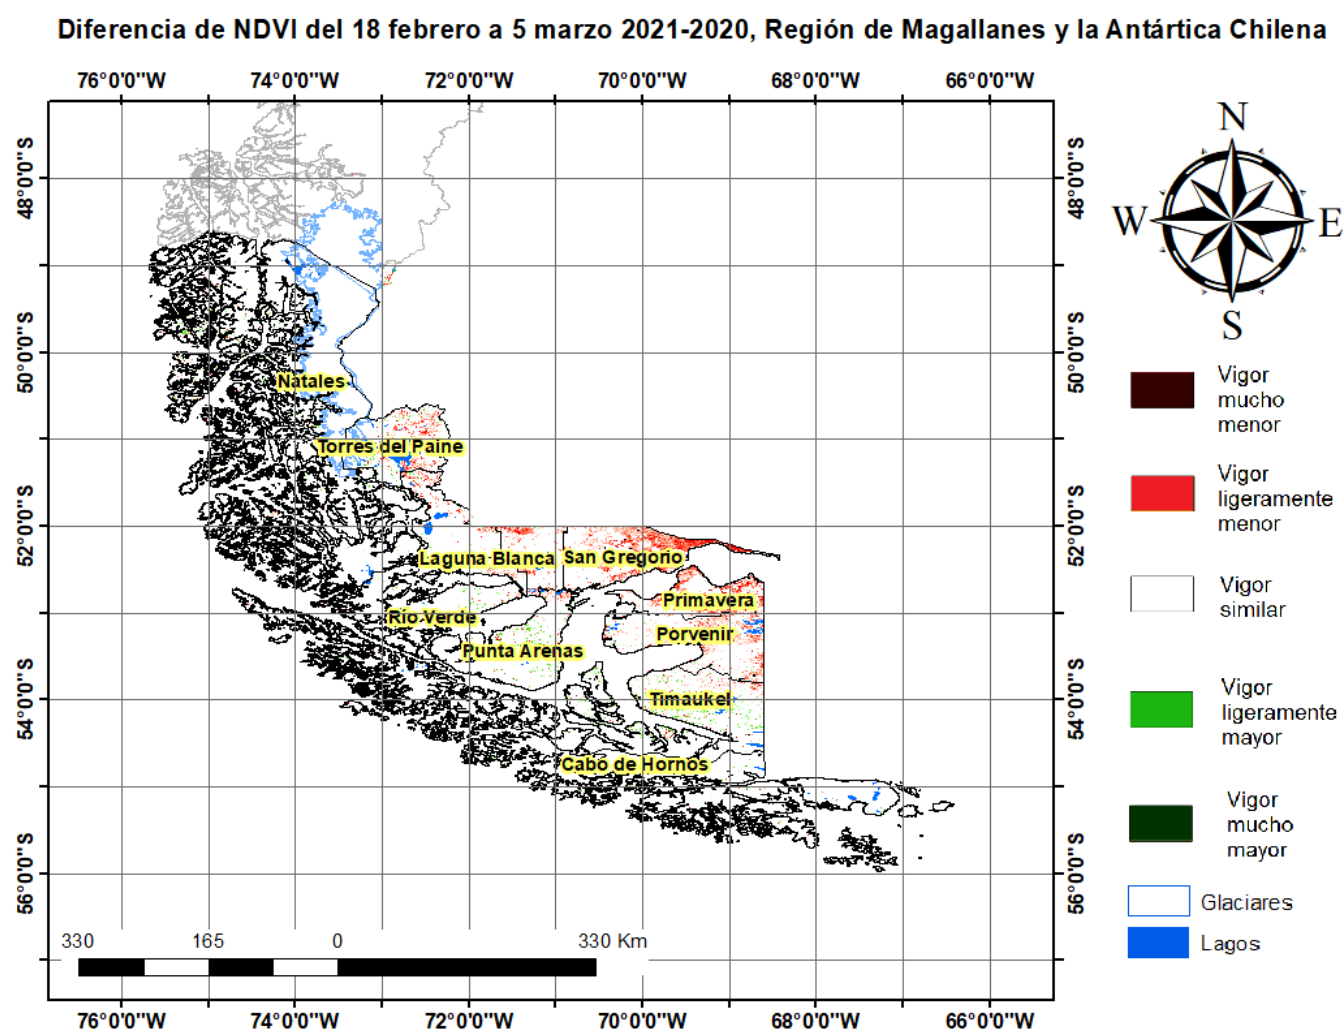 Diferencia de NDVI del 18 febrero a 5 marzo 2021-2020, Región de Magallanes y la Antártica Chilena
76°0'0"W 74°0'0"W 72°0'0"W 70°0'0"W 68°0'0"W 66°0'0"W
48°0'0"S
50°0'0"S
52°0'0"S
54°0'0"S
56°0'0"S
Natales
Torres del Paine
Laguna Blanca
San Gregorio
Primavera
Río Verde
Porvenir
Punta Arenas
Timaukel
Cabo de Hornos
330 165 0 330 Km
48°0'0"S
50°0'0"S
52°0'0"S
54°0'0"S
56°0'0"S
76°0'0"W 74°0'0"W 72°0'0"W 70°0'0"W 68°0'0"W 66°0'0"W
N
W E
S
Vigor
mucho
menor
Vigor
ligeramente
menor
Vigor
similar
Vigor
ligeramente
mayor
Vigor
mucho
mayor
Glaciares
Lagos